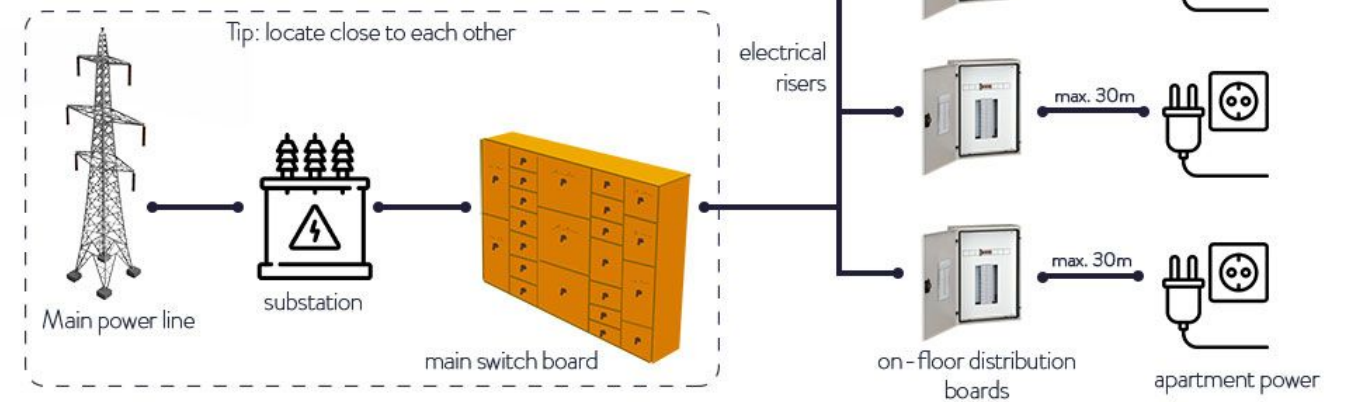 Tip: locate close to each other
electrical
risers
max. 30m
max. 30m
substation
Main power line
main switch board
on-floor distribution
boards
apartment power